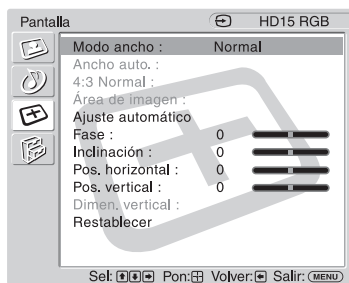 Pantalla HD15 RGB
Modo ancho : Normal
Ancho auto. :
4:3 Normal :
Área de imagen :
Ajuste automático
Fase : 0
Inclinación : 0
Pos. horizontal : 0
Pos. vertical : 0
Dimen. vertical :
Restablecer
Sel: Pon: Volver: Salir: MENU